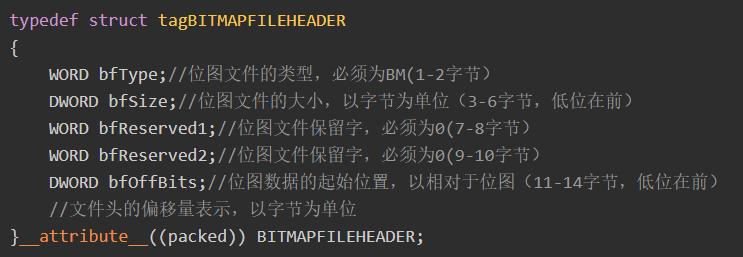 typedef struct tagBITMAPFILEHEADER
{
    WORD bfType;//位图文件的类型，必须为BM(1-2字节）
    DWORD bfSize;//位图文件的大小，以字节为单位（3-6字节，低位在前）
    WORD bfReserved1;//位图文件保留字，必须为0(7-8字节）
    WORD bfReserved2;//位图文件保留字，必须为0(9-10字节）
    DWORD bfOffBits;//位图数据的起始位置，以相对于位图（11-14字节，低位在前）
    //文件头的偏移量表示，以字节为单位
}__attribute__((packed)) BITMAPFILEHEADER;